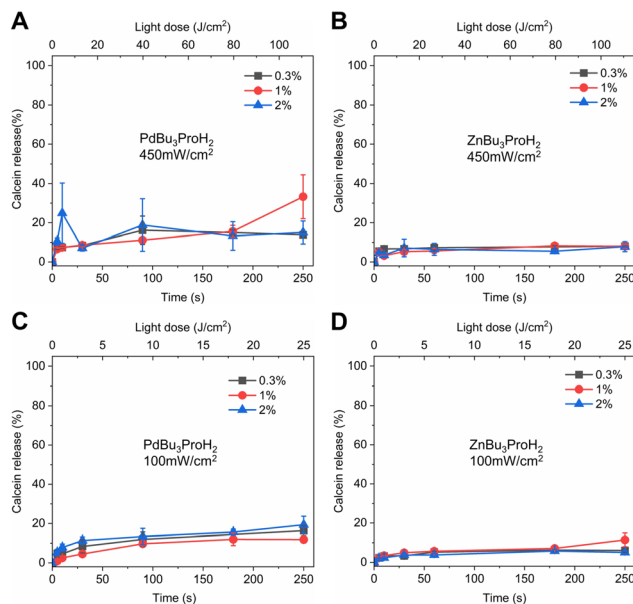 A
Light dose (J/cm²)
0 20 40 60 80 100
Calcein release(%)
100
80
60
40
20
0
0.3%
1%
2%
PdBu₃ProH₂
450mW/cm²
0 50 100 150 200 250
Time (s)
B
Light dose (J/cm²)
0 20 40 60 80 100
Calcein release (%)
100
80
60
40
20
0
0.3%
1%
2%
ZnBu₃ProH₂
450mW/cm²
0 50 100 150 200 250
Time (s)
C
Light dose (J/cm²)
0 5 10 15 20 25
Calcein release (%)
100
80
60
40
20
0
0.3%
1%
2%
PdBu₃ProH₂
100mW/cm²
0 50 100 150 200 250
Time (s)
D
Light dose (J/cm²)
0 5 10 15 20 25
Calcein release (%)
100
80
60
40
20
0
0.3%
1%
2%
ZnBu₃ProH₂
100mW/cm²
0 50 100 150 200 250
Time (s)